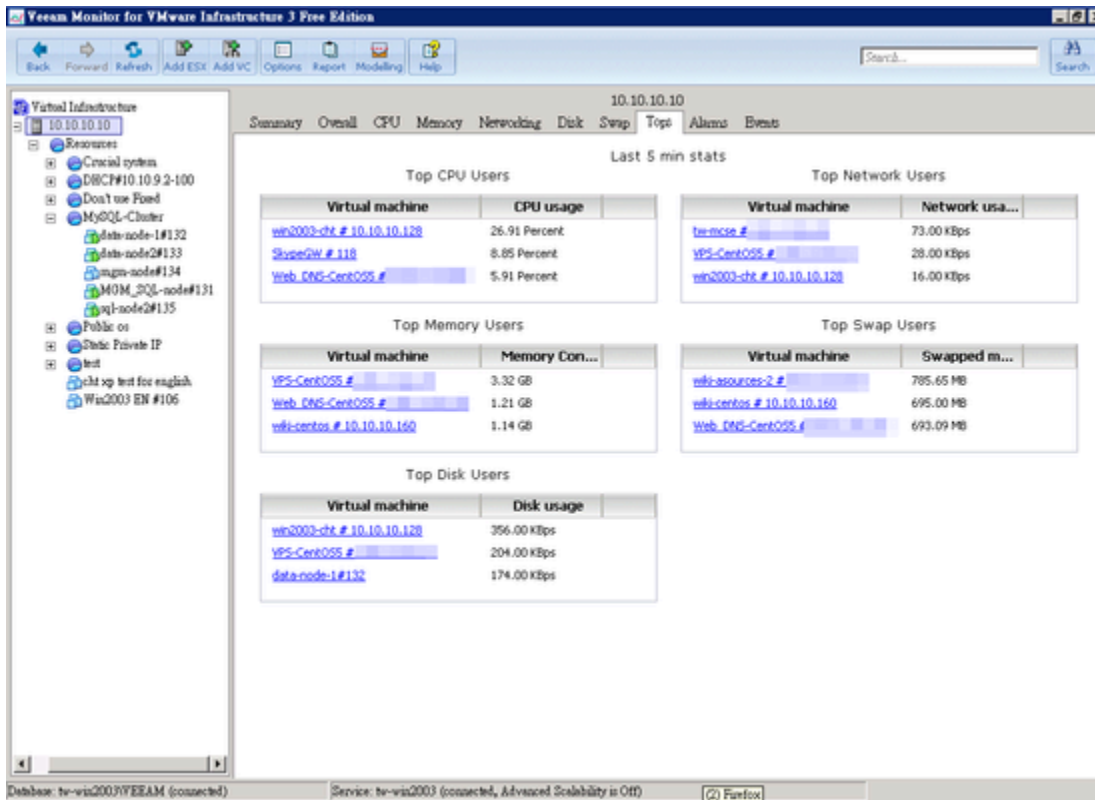 Veeam Monitor for VMware Infrastructure 3 Free Edition
Back Forward Refresh Add ESX Add VC Options Report Modelling Help
Search...
Search
Virtual Infrastructure
10.10.10.10
Resources
Crucial system
DHCP#10.10.9.2-100
Don't use Fixed
MySQL-Cluster
data-node-1#132
data-node2#133
mgm-node#134
MGM_SQL-node#131
sql-node2#135
Public os
Static Private IP
test
cht xp test for english
Win2003 EN #106
10.10.10.10
Summary Overall CPU Memory Networking Disk Swap Tops Alarms Events
Last 5 min stats
Top CPU Users
Virtual machine CPU usage
win2003-cht # 10.10.10.128 26.91 Percent
SkypeGW # 118 8.85 Percent
Web_DNS-CentOS5 # 5.91 Percent
Top Network Users
Virtual machine Network usa...
tw-mcse # 73.00 KBps
VPS-CentOS5 # 28.00 KBps
win2003-cht # 10.10.10.128 16.00 KBps
Top Memory Users
Virtual machine Memory Con...
VPS-CentOS5 # 3.32 GB
Web_DNS-CentOS5 # 1.21 GB
wiki-centos # 10.10.10.160 1.14 GB
Top Swap Users
Virtual machine Swapped m...
wiki-asources-2 # 785.65 MB
wiki-centos # 10.10.10.160 695.00 MB
Web_DNS-CentOS5 # 693.09 MB
Top Disk Users
Virtual machine Disk usage
win2003-cht # 10.10.10.128 356.00 KBps
VPS-CentOS5 # 204.00 KBps
data-node-1#132 174.00 KBps
Database: tw-win2003\VEEAM (connected)
Service: tw-win2003 (connected, Advanced Scalability is Off)
(2) Firefox